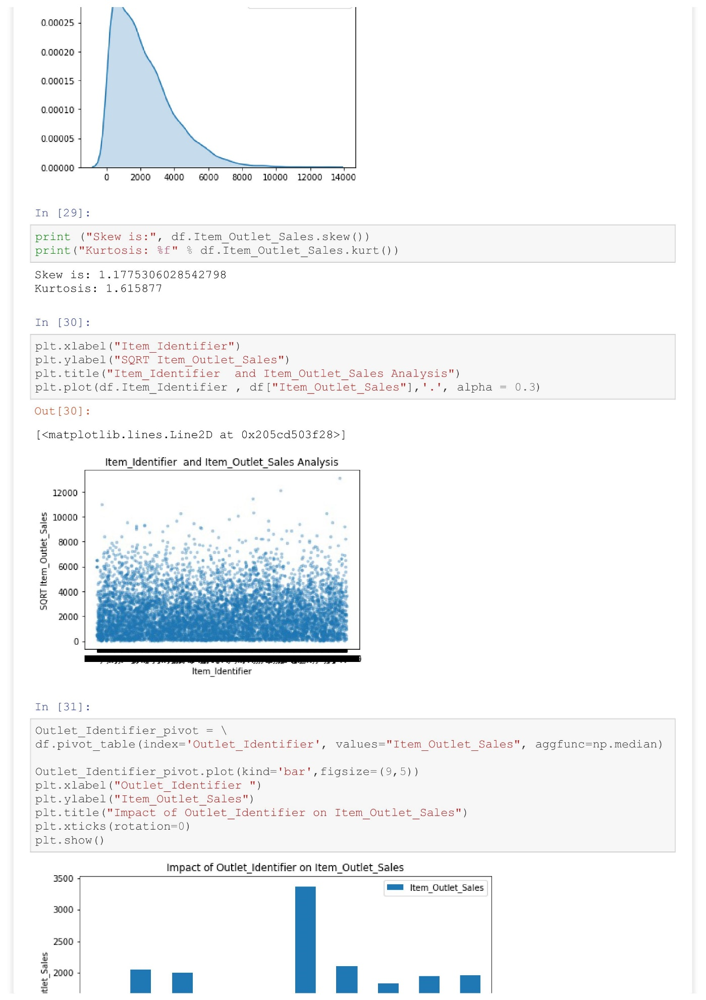 0.00025
0.00020
0.00015
0.00010
0.00005
0.00000
0 2000 4000 6000 8000 10000 12000 14000
In [29]:
print ("Skew is:", df.Item_Outlet_Sales.skew())
print("Kurtosis: %f" % df.Item_Outlet_Sales.kurt())
Skew is: 1.1775306028542798
Kurtosis: 1.615877
In [30]:
plt.xlabel("Item_Identifier")
plt.ylabel("SQRT Item_Outlet_Sales")
plt.title("Item_Identifier  and Item_Outlet_Sales Analysis")
plt.plot(df.Item_Identifier , df["Item_Outlet_Sales"],'.', alpha = 0.3)
Out[30]:
[<matplotlib.lines.Line2D at 0x205cd503f28>]
Item_Identifier  and Item_Outlet_Sales Analysis
SQRT Item_Outlet_Sales
12000
10000
8000
6000
4000
2000
0
Item_Identifier
In [31]:
Outlet_Identifier_pivot = \
df.pivot_table(index='Outlet_Identifier', values="Item_Outlet_Sales", aggfunc=np.median)
Outlet_Identifier_pivot.plot(kind='bar',figsize=(9,5))
plt.xlabel("Outlet_Identifier ")
plt.ylabel("Item_Outlet_Sales")
plt.title("Impact of Outlet_Identifier on Item_Outlet_Sales")
plt.xticks(rotation=0)
plt.show()
Impact of Outlet_Identifier on Item_Outlet_Sales
Item_Outlet_Sales
3500
3000
2500
2000